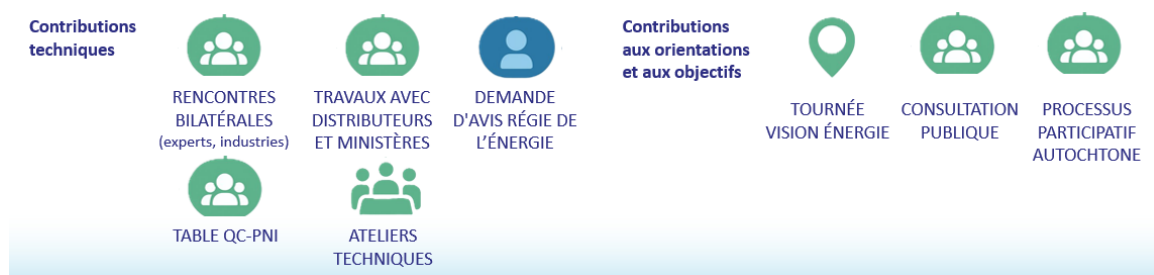 Contributions
techniques
RENCONTRES
BILATÉRALES
(experts, industries)
TRAVAUX AVEC
DISTRIBUTEURS
ET MINISTÈRES
DEMANDE
D'AVIS RÉGIE DE
L'ÉNERGIE
TABLE QC-PNI
ATELIERS
TECHNIQUES
Contributions
aux orientations
et aux objectifs
TOURNÉE
VISION ÉNERGIE
CONSULTATION
PUBLIQUE
PROCESSUS
PARTICIPATIF
AUTOCHTONE